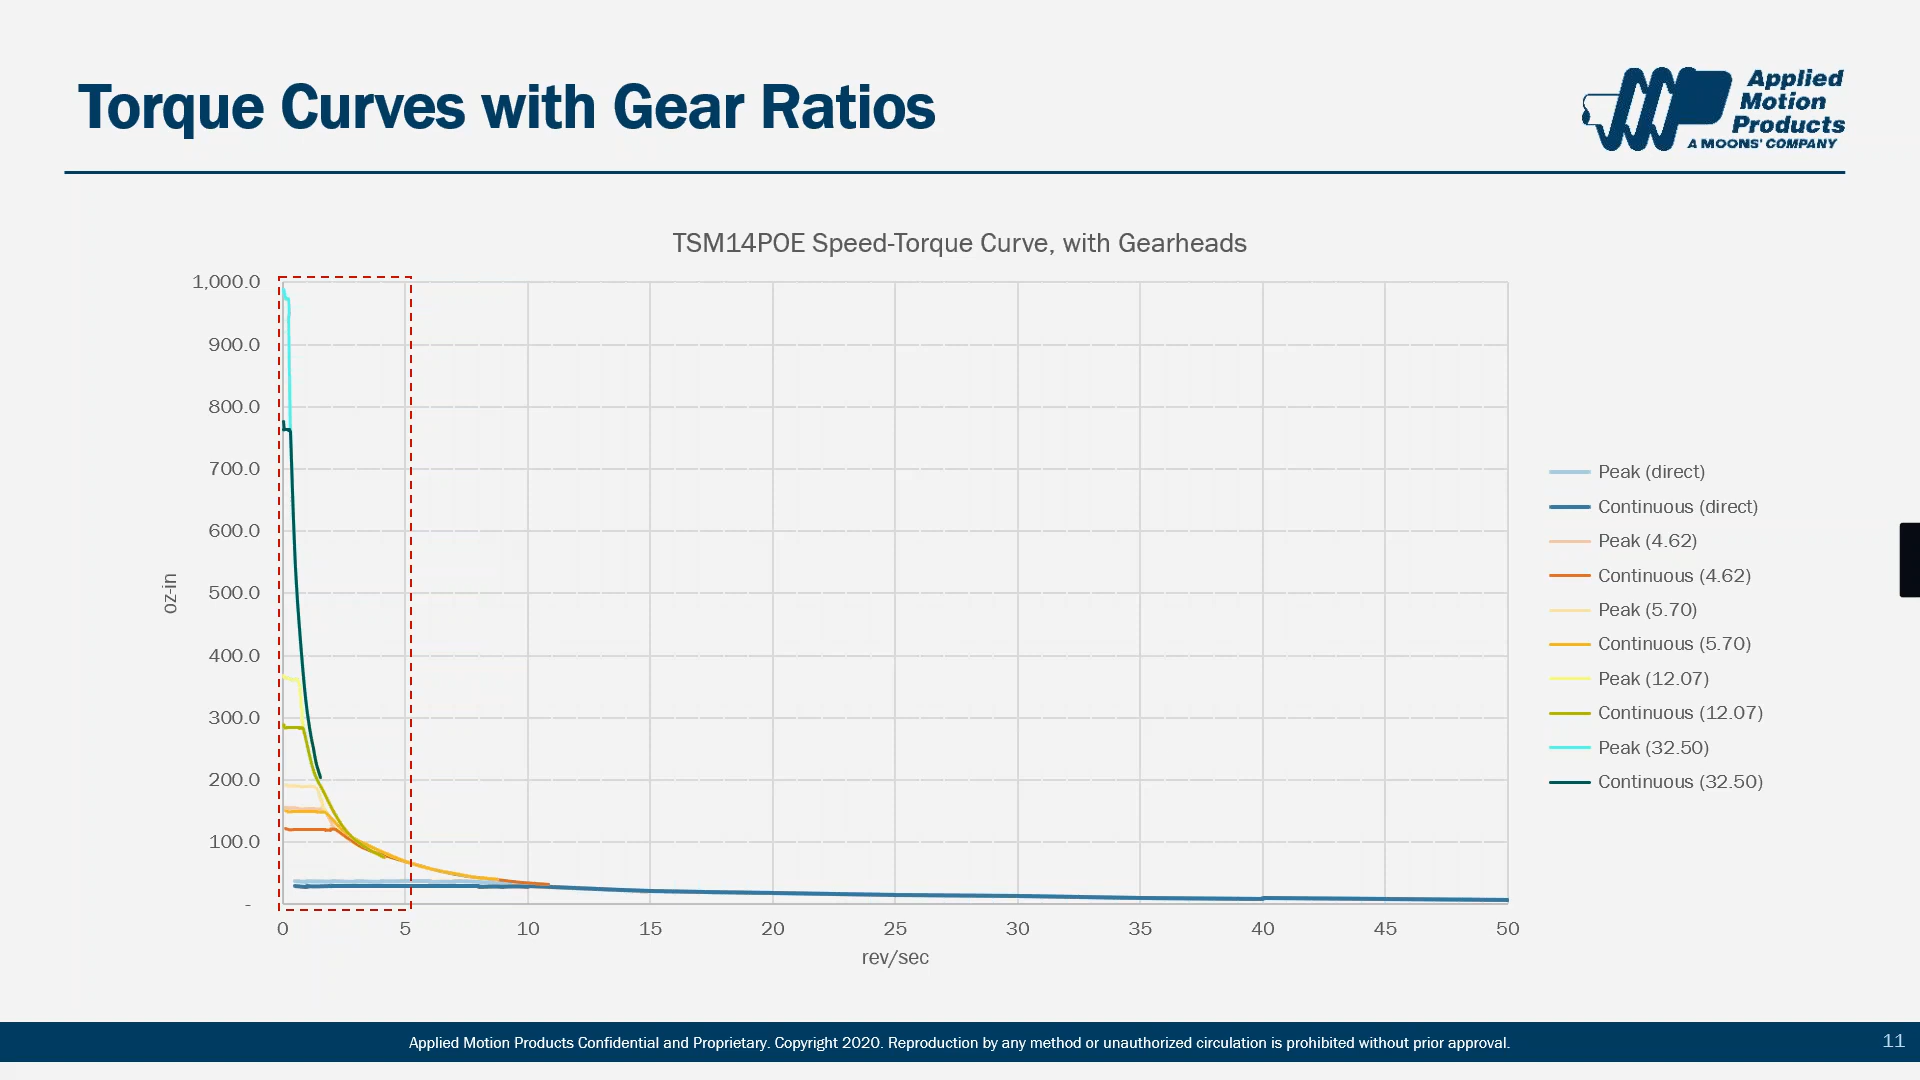 Torque Curves with Gear Ratios
Applied
Motion
Products
A MOONS' COMPANY
TSM14POE Speed-Torque Curve, with Gearheads
1,000.0
900.0
800.0
700.0
600.0
500.0
400.0
300.0
200.0
100.0
-
oz-in
0 5 10 15 20 25 30 35 40 45 50
rev/sec
Peak (direct)
Continuous (direct)
Peak (4.62)
Continuous (4.62)
Peak (5.70)
Continuous (5.70)
Peak (12.07)
Continuous (12.07)
Peak (32.50)
Continuous (32.50)
Applied Motion Products Confidential and Proprietary. Copyright 2020. Reproduction by any method or unauthorized circulation is prohibited without prior approval.
11